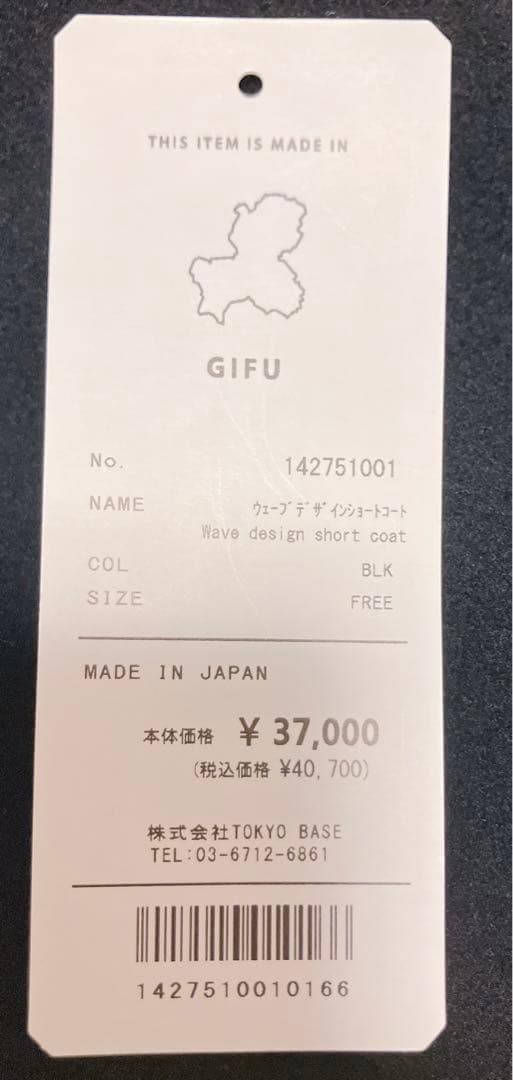 THIS ITEM IS MADE IN
GIFU
No. 142751001
NAME ｳｪｰﾌﾞﾃﾞｻﾞｲﾝｼｮｰﾄｺｰﾄ
Wave design short coat
COL BLK
SIZE FREE
MADE IN JAPAN
本体価格 ¥ 37,000
(税込価格 ¥40,700)
株式会社TOKYO BASE
TEL:03-6712-6861
1427510010166